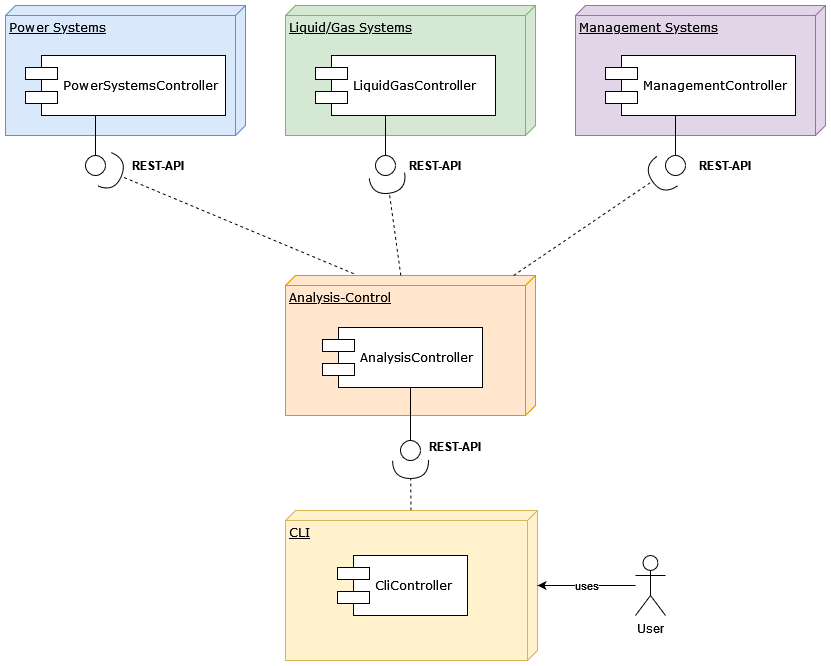 Power Systems
Liquid/Gas Systems
Management Systems
PowerSystemsController
LiquidGasController
ManagementController
REST-API
REST-API
REST-API
Analysis-Control
AnalysisController
REST-API
CLI
CliController
uses
User